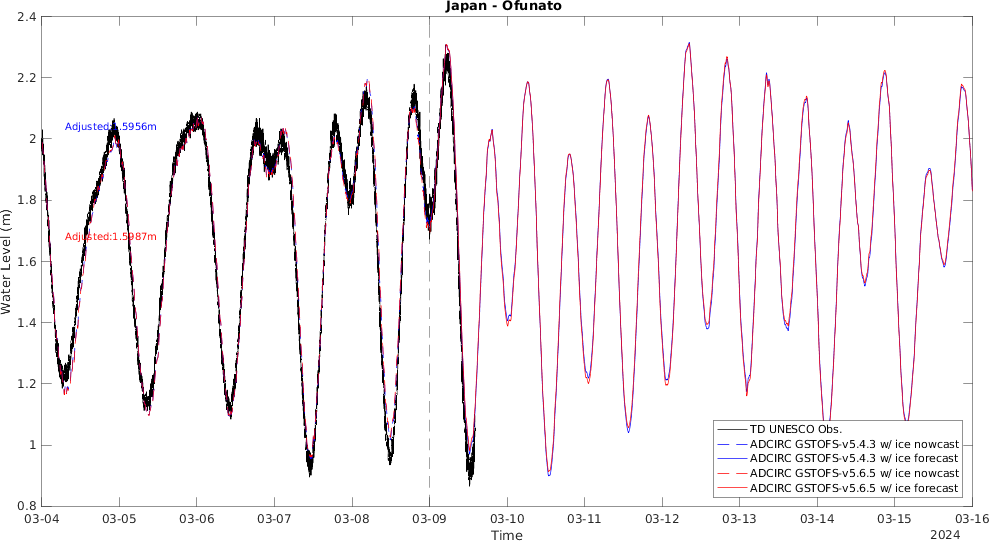 Japan - Ofunato
2.4
2.2
2
1.8
1.6
1.4
1.2
1
0.8
Water Level (m)
Adjusted:1.5956m
Adjusted:1.5987m
TD UNESCO Obs.
ADCIRC GSTOFS-v5.4.3 w/ ice nowcast
ADCIRC GSTOFS-v5.4.3 w/ ice forecast
ADCIRC GSTOFS-v5.6.5 w/ ice nowcast
ADCIRC GSTOFS-v5.6.5 w/ ice forecast
03-04 03-05 03-06 03-07 03-08 03-09 03-10 03-11 03-12 03-13 03-14 03-15 03-16
Time
2024